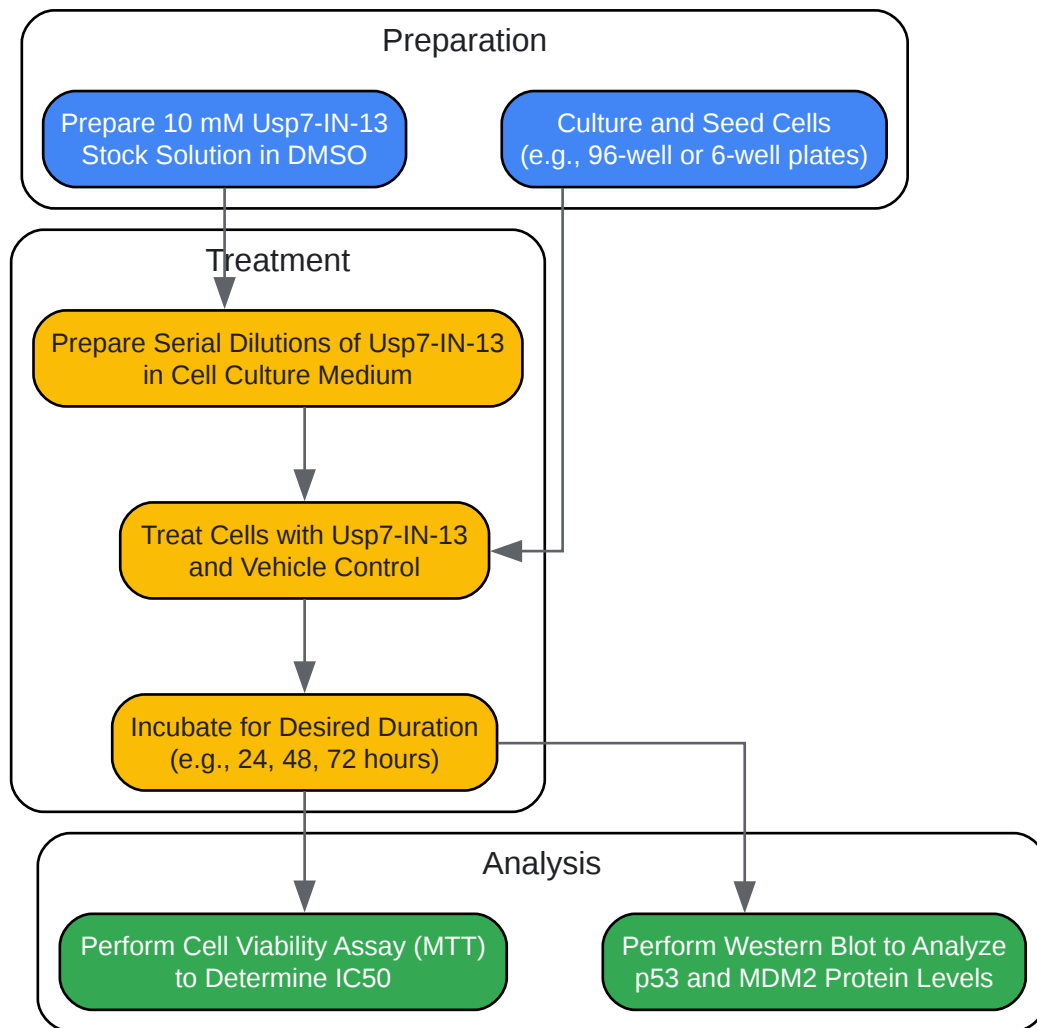 Preparation
Prepare 10 mM Usp7-IN-13
Stock Solution in DMSO
Culture and Seed Cells
(e.g., 96-well or 6-well plates)
Treatment
Prepare Serial Dilutions of Usp7-IN-13
in Cell Culture Medium
Treat Cells with Usp7-IN-13
and Vehicle Control
Incubate for Desired Duration
(e.g., 24, 48, 72 hours)
Analysis
Perform Cell Viability Assay (MTT)
to Determine IC50
Perform Western Blot to Analyze
p53 and MDM2 Protein Levels